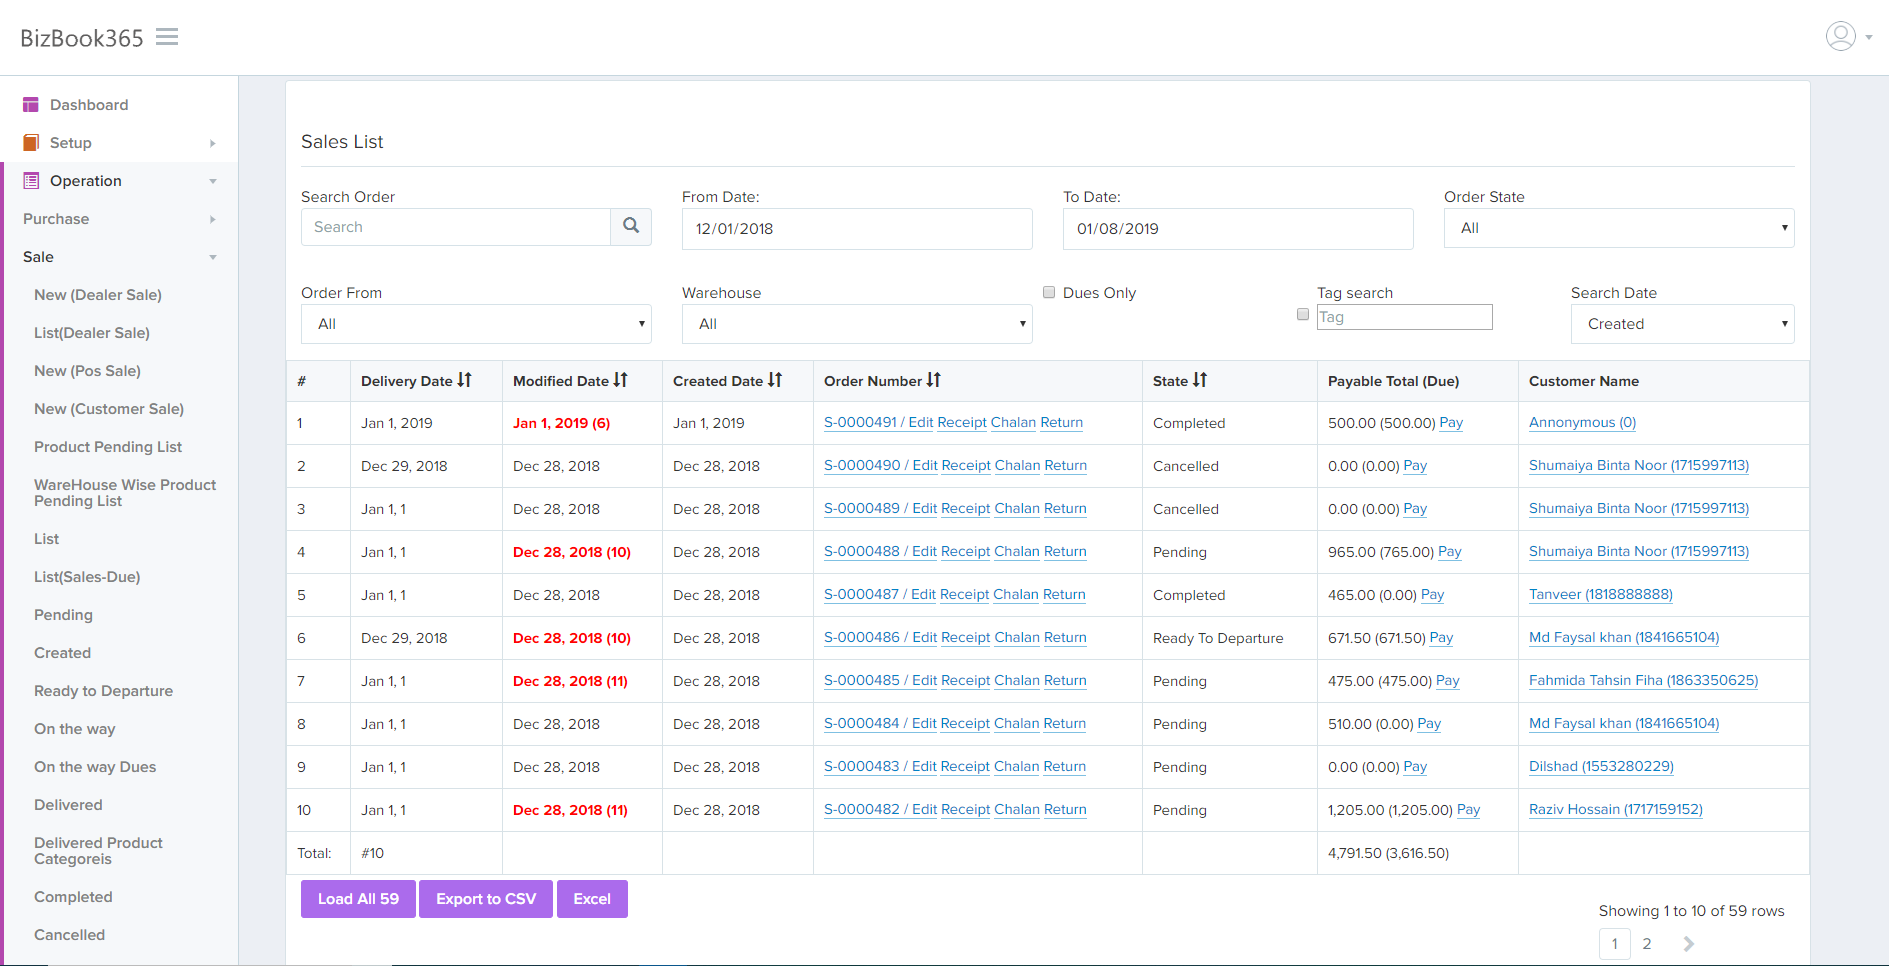 BizBook365
Dashboard
Setup
Operation
Purchase
Sale
New (Dealer Sale)
List(Dealer Sale)
New (Pos Sale)
New (Customer Sale)
Product Pending List
WareHouse Wise Product
Pending List
List
List(Sales-Due)
Pending
Created
Ready to Departure
On the way
On the way Dues
Delivered
Delivered Product
Categoreis
Completed
Cancelled
Sales List
Search Order From Date: To Date: Order State
Search 12/01/2018 01/08/2019 All
Order From Warehouse Dues Only Tag search Search Date
All All Tag Created
# Delivery Date Modified Date Created Date Order Number State Payable Total (Due) Customer Name
1 Jan 1, 2019 Jan 1, 2019 (6) Jan 1, 2019 S-0000491 / Edit Receipt Chalan Return Completed 500.00 (500.00) Pay Annonymous (0)
2 Dec 29, 2018 Dec 28, 2018 Dec 28, 2018 S-0000490 / Edit Receipt Chalan Return Cancelled 0.00 (0.00) Pay Shumaiya Binta Noor (1715997113)
3 Jan 1, 1 Dec 28, 2018 Dec 28, 2018 S-0000489 / Edit Receipt Chalan Return Cancelled 0.00 (0.00) Pay Shumaiya Binta Noor (1715997113)
4 Jan 1, 1 Dec 28, 2018 (10) Dec 28, 2018 S-0000488 / Edit Receipt Chalan Return Pending 965.00 (765.00) Pay Shumaiya Binta Noor (1715997113)
5 Jan 1, 1 Dec 28, 2018 Dec 28, 2018 S-0000487 / Edit Receipt Chalan Return Completed 465.00 (0.00) Pay Tanveer (1818888888)
6 Dec 29, 2018 Dec 28, 2018 (10) Dec 28, 2018 S-0000486 / Edit Receipt Chalan Return Ready To Departure 671.50 (671.50) Pay Md Faysal khan (1841665104)
7 Jan 1, 1 Dec 28, 2018 (11) Dec 28, 2018 S-0000485 / Edit Receipt Chalan Return Pending 475.00 (475.00) Pay Fahmida Tahsin Fiha (1863350625)
8 Jan 1, 1 Dec 28, 2018 Dec 28, 2018 S-0000484 / Edit Receipt Chalan Return Pending 510.00 (0.00) Pay Md Faysal khan (1841665104)
9 Jan 1, 1 Dec 28, 2018 Dec 28, 2018 S-0000483 / Edit Receipt Chalan Return Pending 0.00 (0.00) Pay Dilshad (1553280229)
10 Jan 1, 1 Dec 28, 2018 (11) Dec 28, 2018 S-0000482 / Edit Receipt Chalan Return Pending 1,205.00 (1,205.00) Pay Raziv Hossain (1717159152)
Total: #10 4,791.50 (3,616.50)
Load All 59 Export to CSV Excel
Showing 1 to 10 of 59 rows
1 2